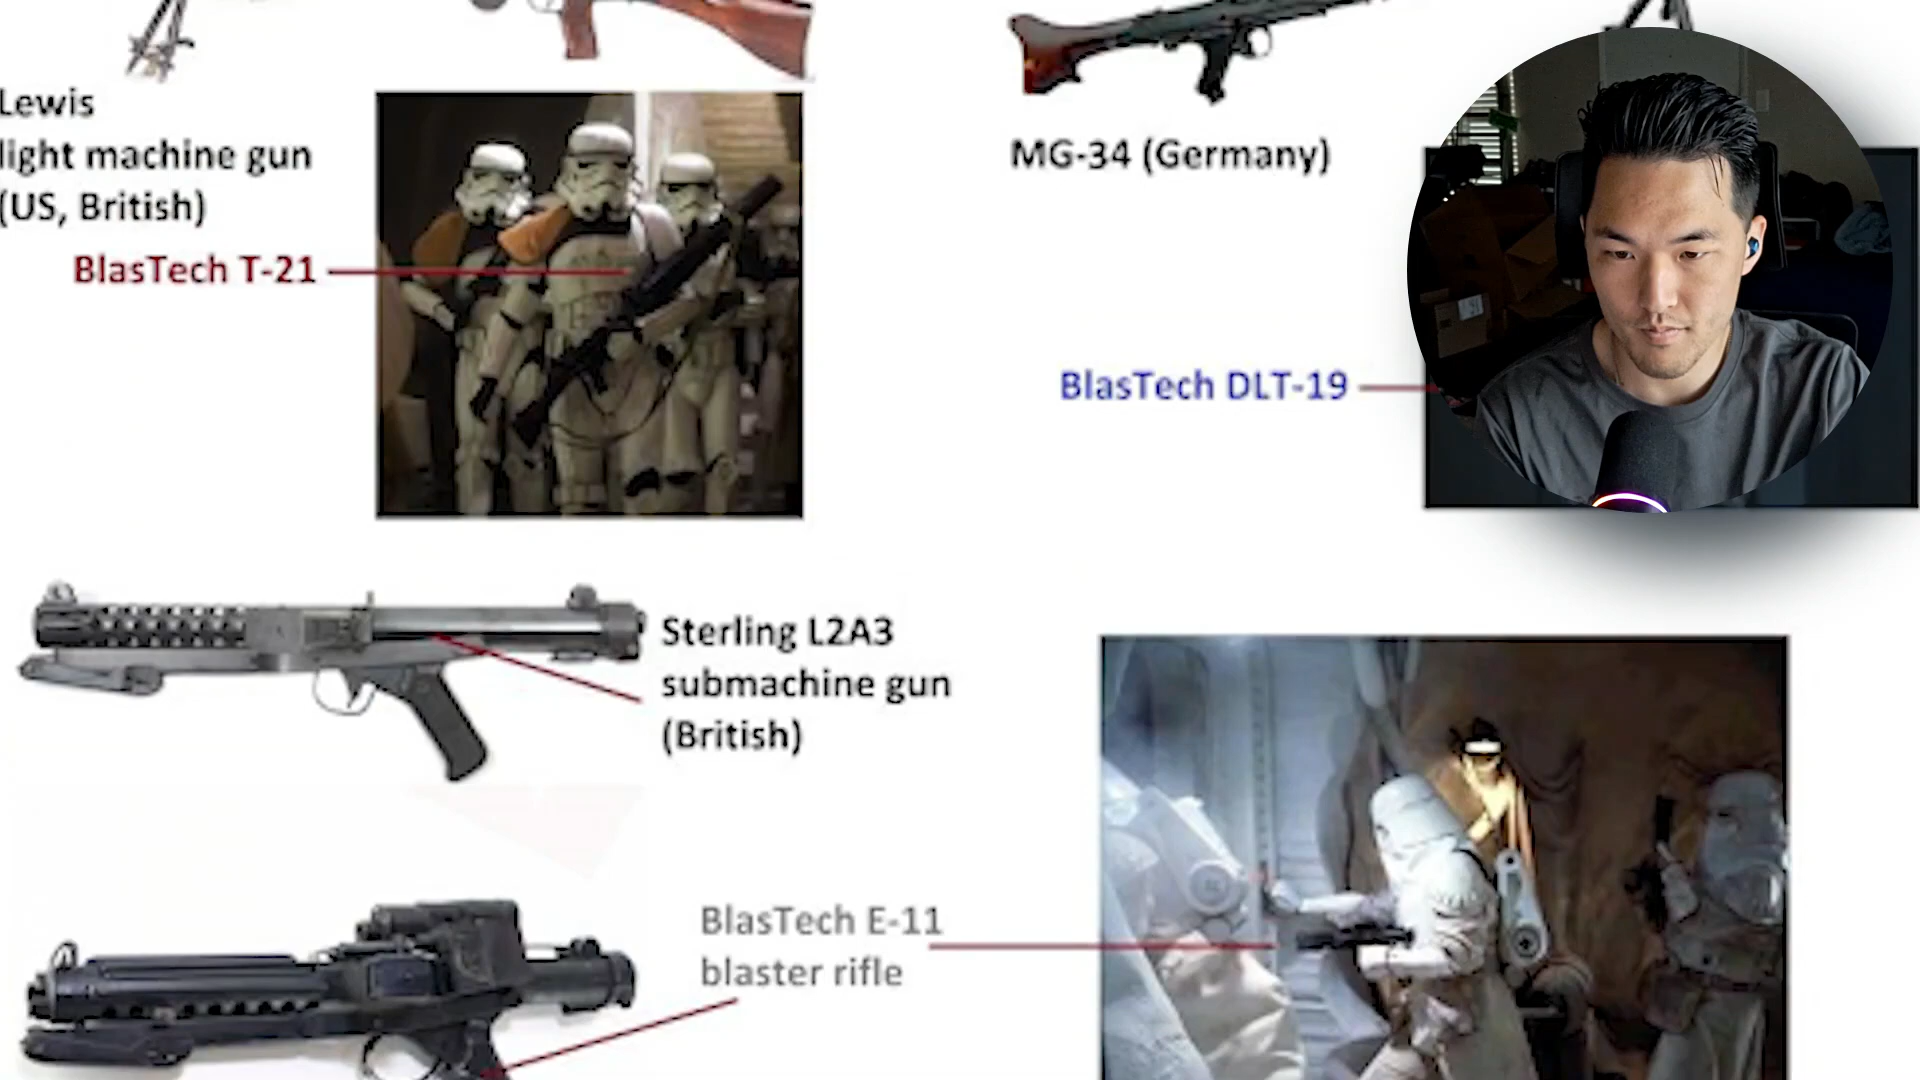 Lewis
light machine gun
(US, British)
BlasTech T-21
MG-34 (Germany)
BlasTech DLT-19
Sterling L2A3
submachine gun
(British)
BlasTech E-11
blaster rifle